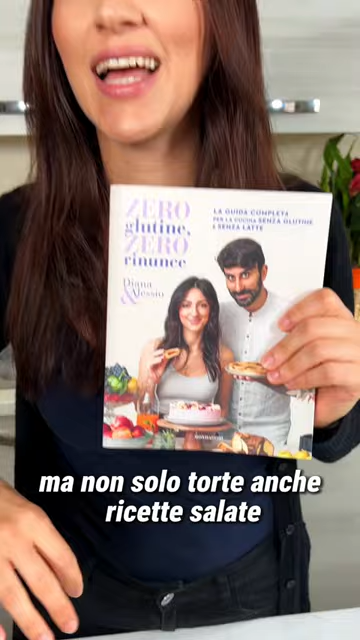 ZERO
glutine,
ZERO
rinunce
Diana
& Alessio
LA GUIDA COMPLETA
PER LA CUCINA SENZA GLUTINE
E SENZA LATTE
MONDADORI
ma non solo torte anche
ricette salate